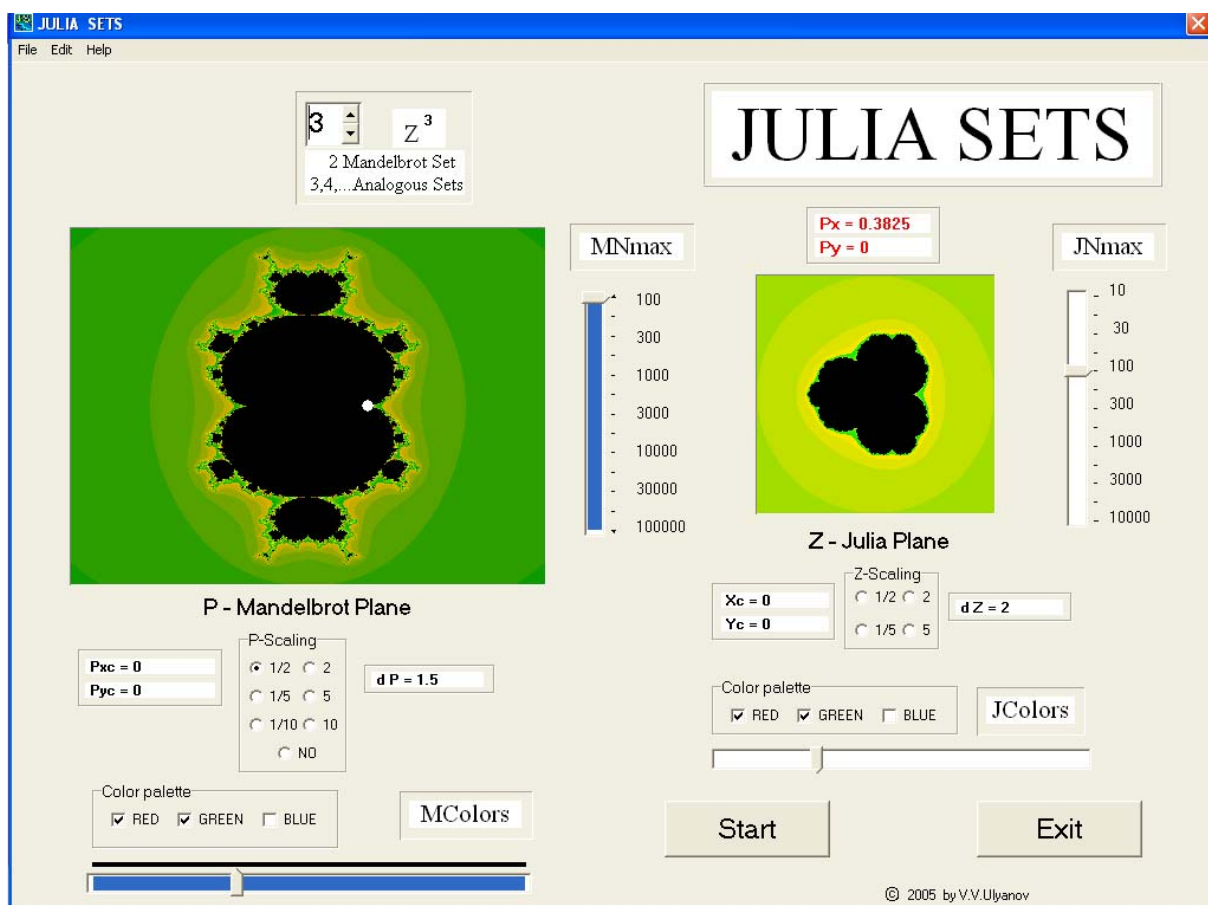 JULIA SETS
File Edit Help
3
Z 3
2 Mandelbrot Set
3,4,...Analogous Sets
JULIA SETS
MNmax
100
300
1000
3000
10000
30000
100000
Px = 0.3825
Py = 0
JNmax
10
30
100
300
1000
3000
10000
P - Mandelbrot Plane
Z - Julia Plane
Pxc = 0
Pyc = 0
P-Scaling
1/2 2
1/5 5
1/10 10
NO
d P = 1.5
Xc = 0
Yc = 0
Z-Scaling
1/2 2
1/5 5
d Z = 2
Color palette
RED GREEN BLUE
JColors
Color palette
RED GREEN BLUE
MColors
Start
Exit
© 2005 by V.V.Ulyanov